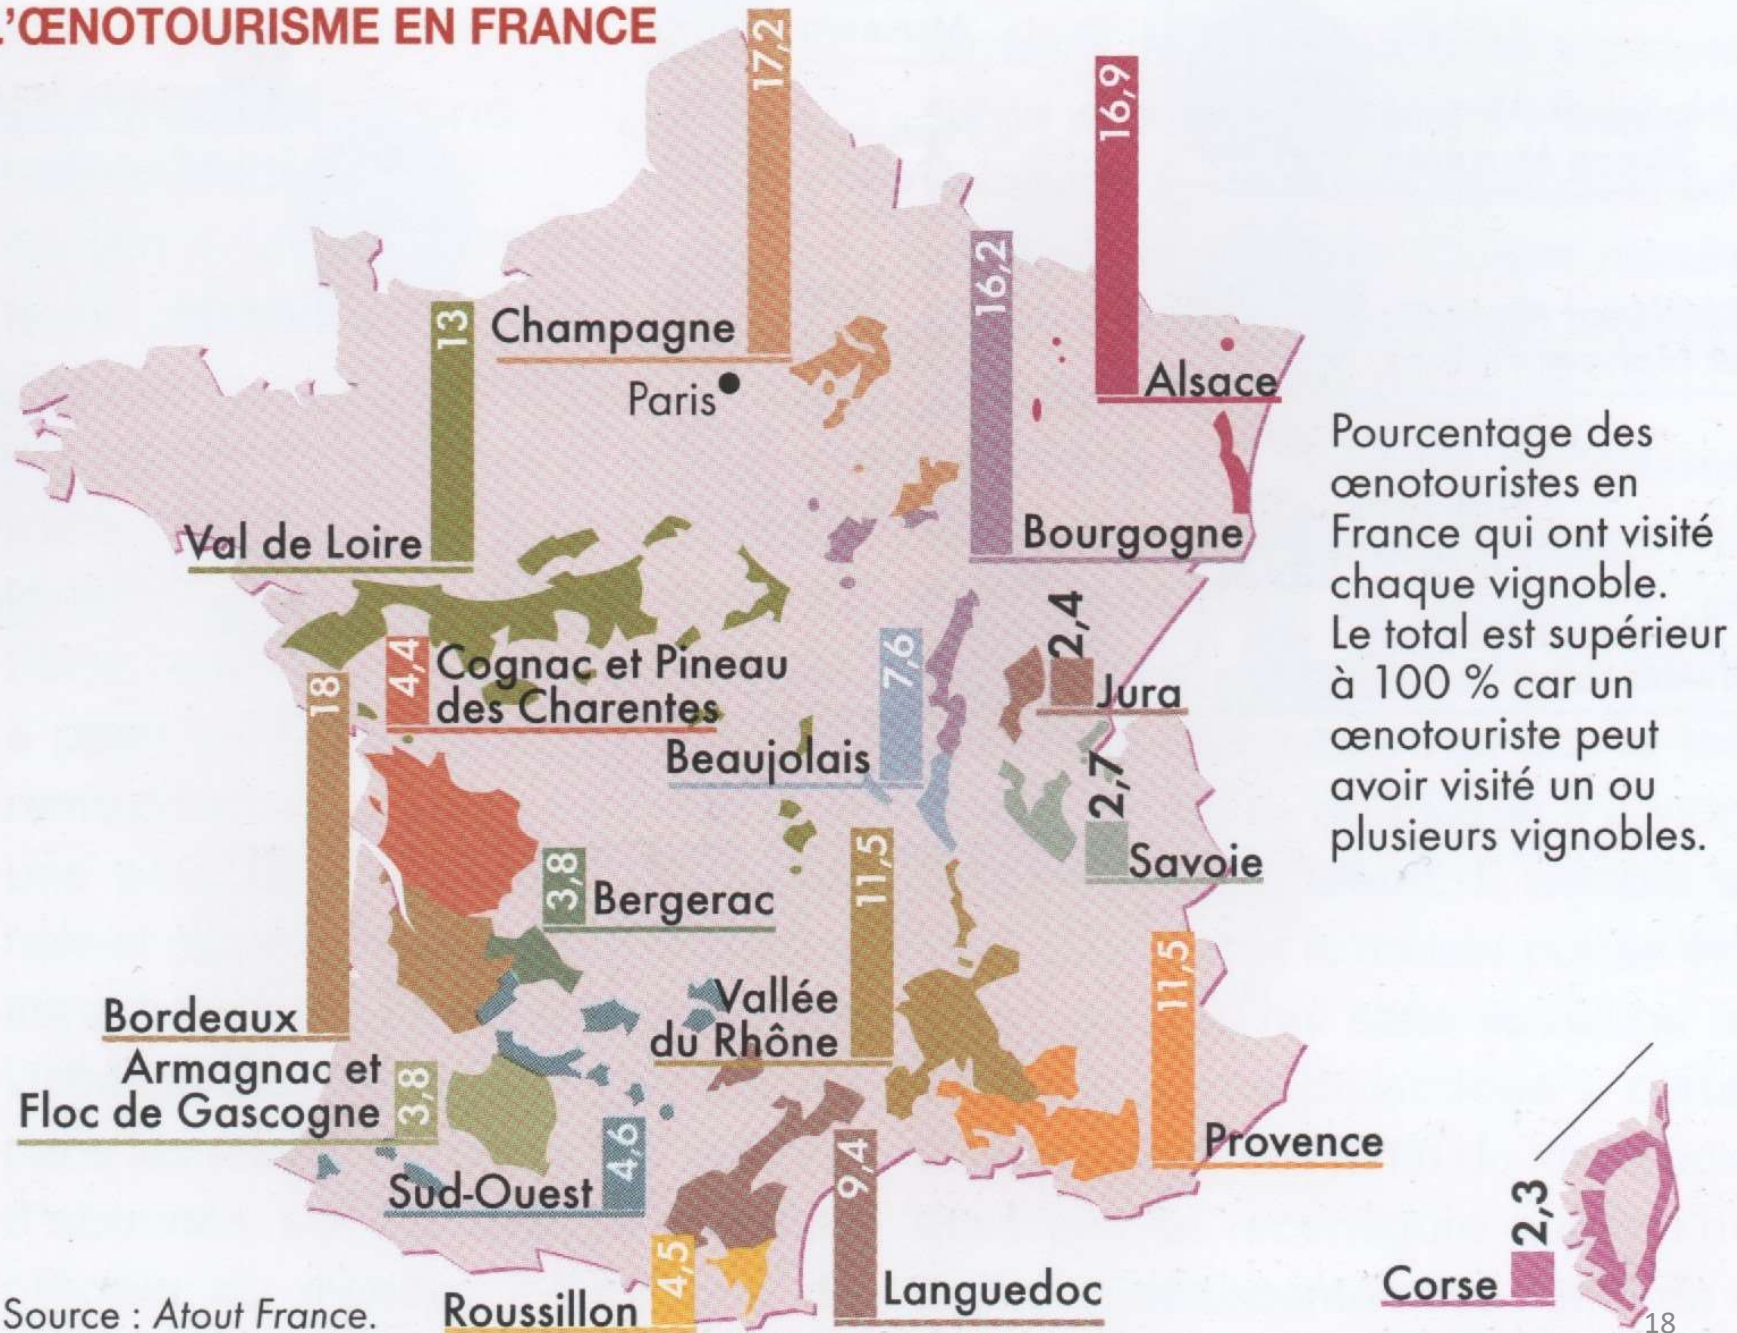 L'ŒNOTOURISME EN FRANCE
17,2
16,9
16,2
13
Champagne
Paris
Alsace
Pourcentage des
œnotouristes en
France qui ont visité
chaque vignoble.
Le total est supérieur
à 100 % car un
œnotouriste peut
avoir visité un ou
plusieurs vignobles.
Val de Loire
Bourgogne
2,4
4,4
Cognac et Pineau
des Charentes
7,6
18
Jura
Beaujolais
2,7
Savoie
3,8
Bergerac
11,5
11,5
Bordeaux
Vallée
du Rhône
Armagnac et
Floc de Gascogne
3,8
Provence
Sud-Ouest
4,6
9,4
2,3
Corse
4,5
Languedoc
Roussillon
Source : Atout France.
18